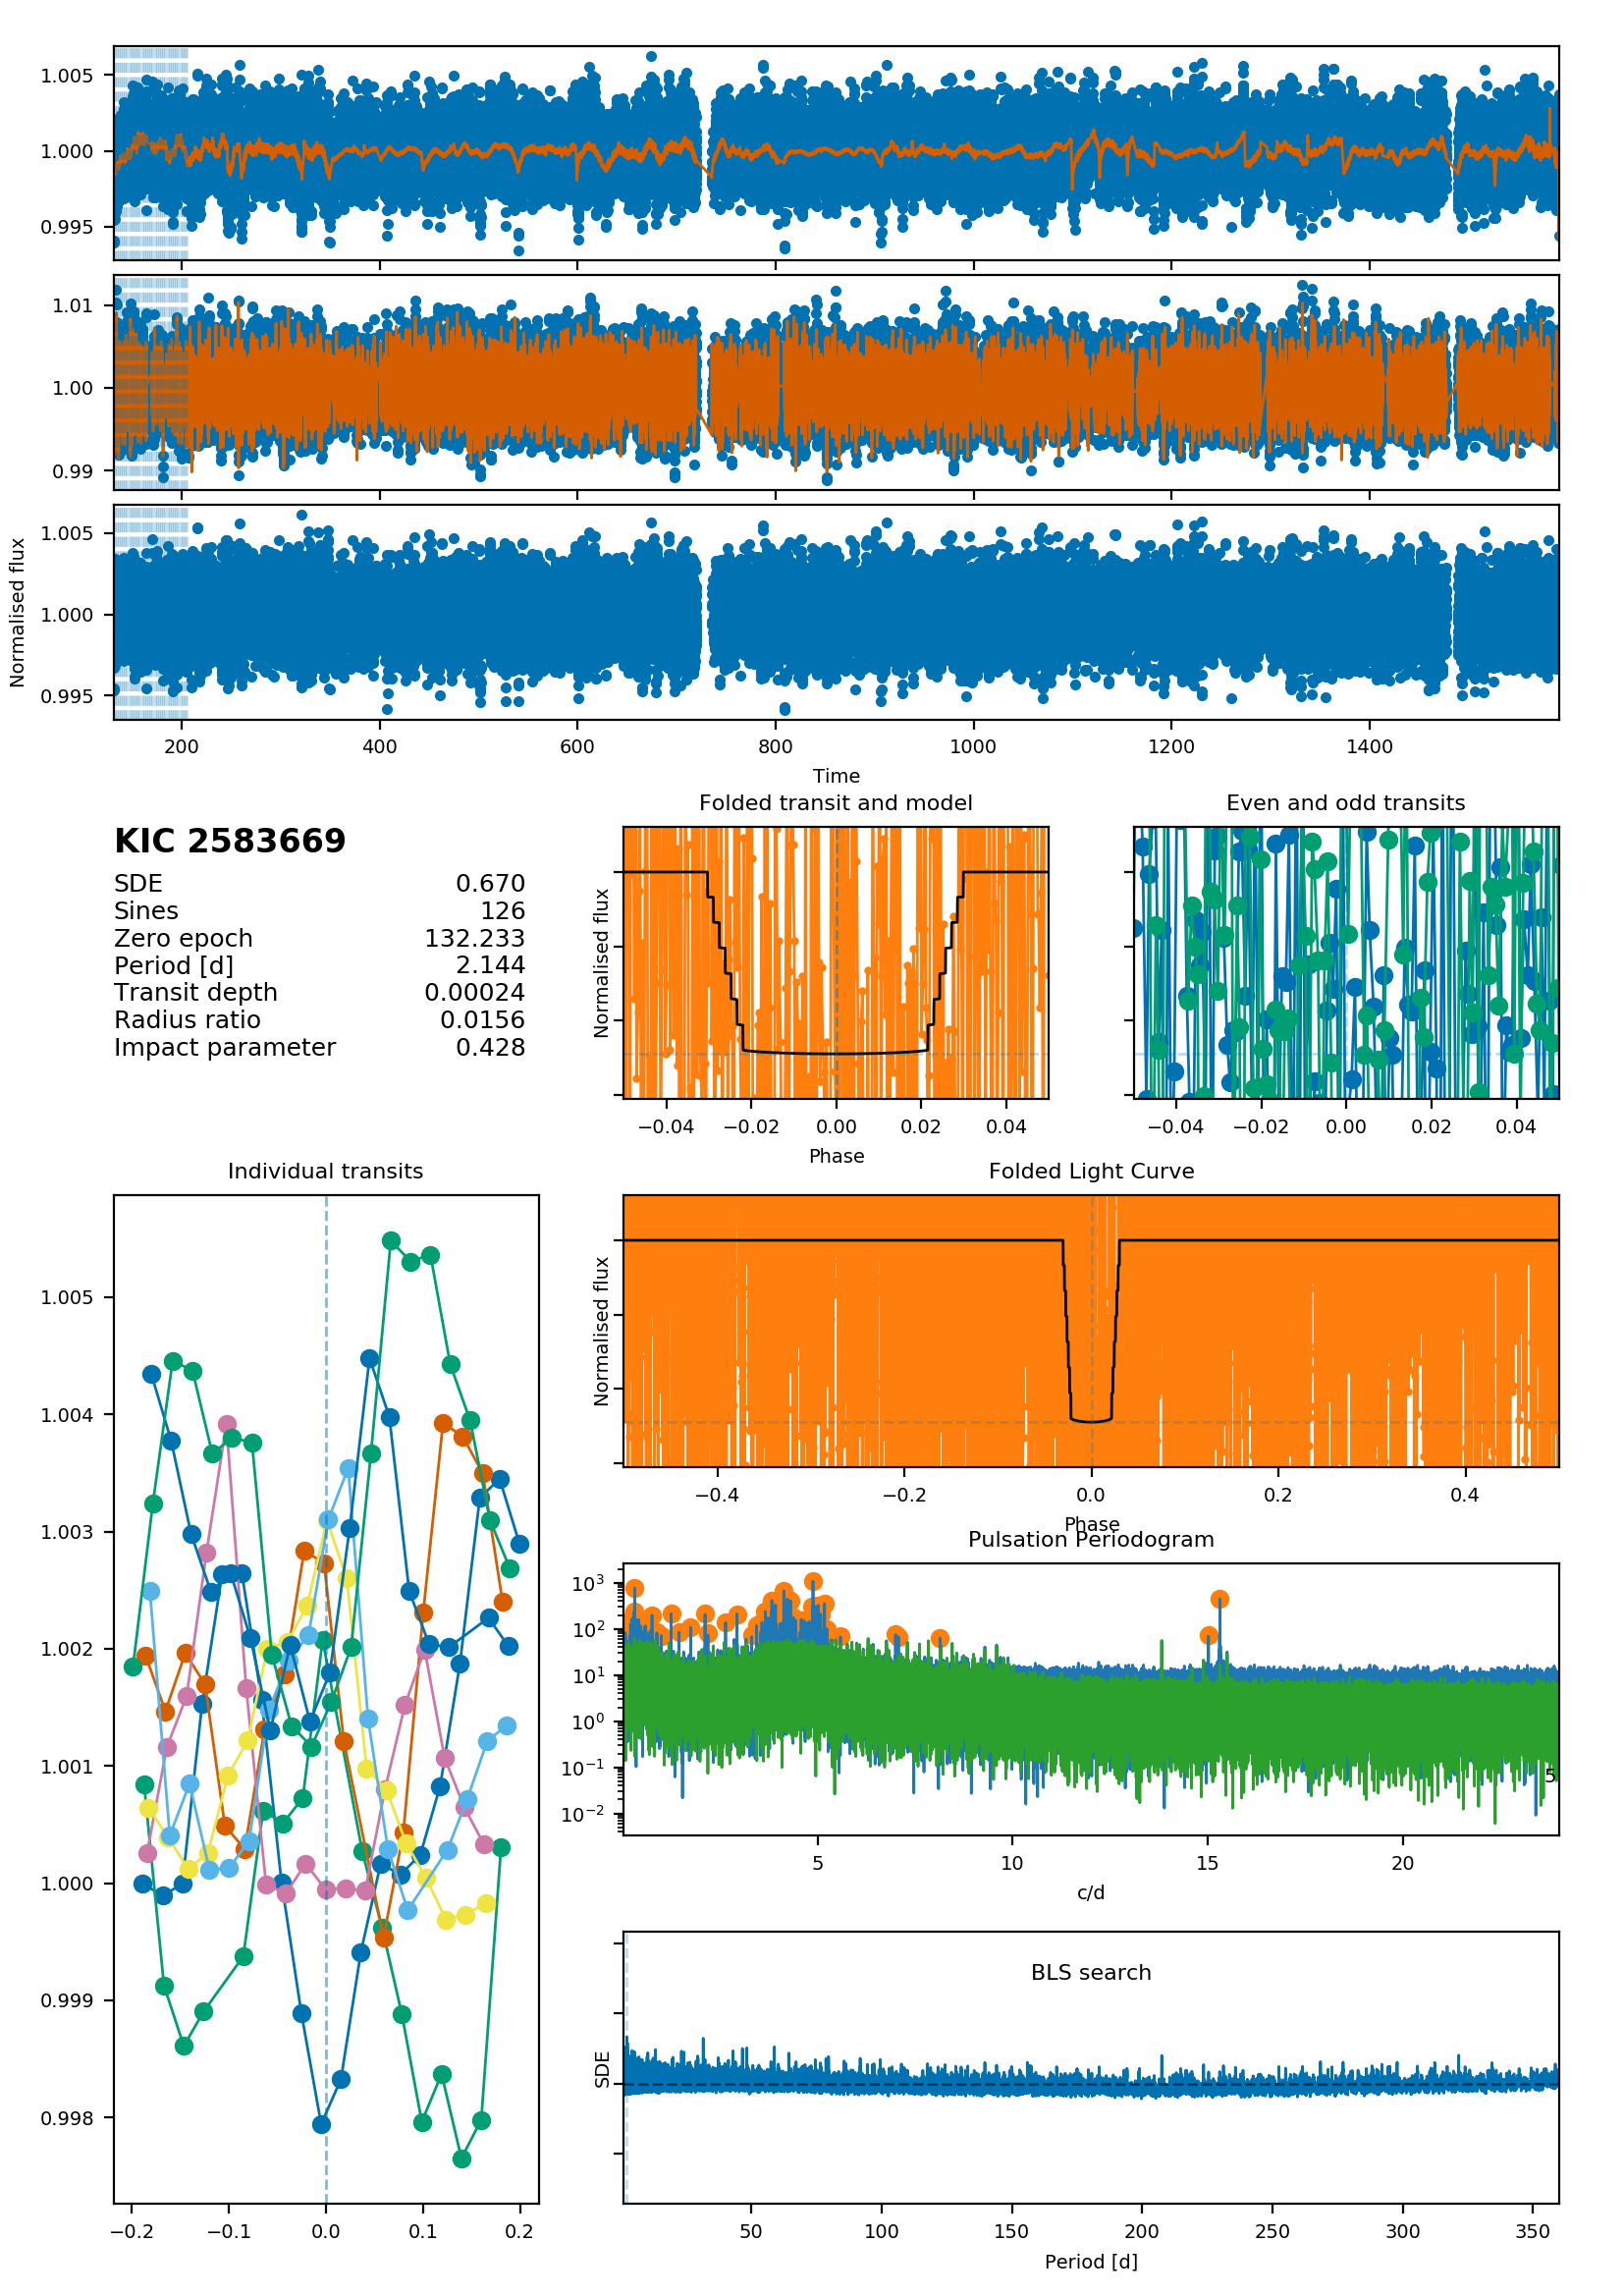 1.005
1.000
0.995
1.01
1.00
0.99
1.005
1.000
0.995
Normalised flux
200 400 600 800 1000 1200 1400
Time
KIC 2583669
SDE 0.670
Sines 126
Zero epoch 132.233
Period [d] 2.144
Transit depth 0.00024
Radius ratio 0.0156
Impact parameter 0.428
Folded transit and model
Normalised flux
−0.04 −0.02 0.00 0.02 0.04
Phase
Even and odd transits
−0.04 −0.02 0.00 0.02 0.04
Individual transits
1.005
1.004
1.003
1.002
1.001
1.000
0.999
0.998
−0.2 −0.1 0.0 0.1 0.2
Folded Light Curve
Normalised flux
−0.4 −0.2 0.0 0.2 0.4
Phase
Pulsation Periodogram
10³
10²
10¹
10⁰
10⁻¹
10⁻²
5
5 10 15 20
c/d
BLS search
SDE
50 100 150 200 250 300 350
Period [d]